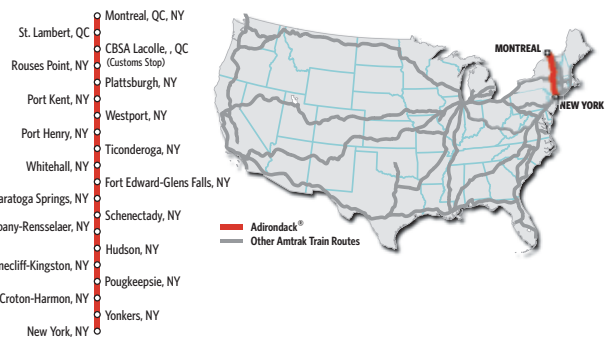 Montreal, QC, NY
St. Lambert, QC
CBSA Lacolle, , QC
(Customs Stop)
Rouses Point, NY
Plattsburgh, NY
Port Kent, NY
Westport, NY
Port Henry, NY
Ticonderoga, NY
Whitehall, NY
Fort Edward-Glens Falls, NY
aratoga Springs, NY
Schenectady, NY
bany-Rensselaer, NY
Hudson, NY
necliff-Kingston, NY
Pougkeepsie, NY
Croton-Harmon, NY
Yonkers, NY
New York, NY
MONTREAL
NEW YORK
Adirondack®
Other Amtrak Train Routes